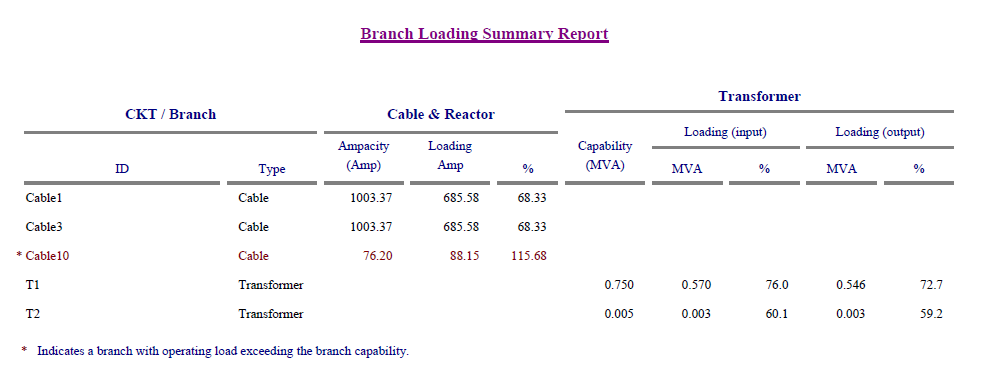 Branch Loading Summary Report
Transformer
CKT / Branch Cable & Reactor
Loading (input) Loading (output)
Ampacity Loading Capability
(Amp) Amp (MVA)
ID Type % MVA % MVA %
Cable1 Cable 1003.37 685.58 68.33
Cable3 Cable 1003.37 685.58 68.33
* Cable10 Cable 76.20 88.15 115.68
T1 Transformer 0.750 0.570 76.0 0.546 72.7
T2 Transformer 0.005 0.003 60.1 0.003 59.2
* Indicates a branch with operating load exceeding the branch capability.